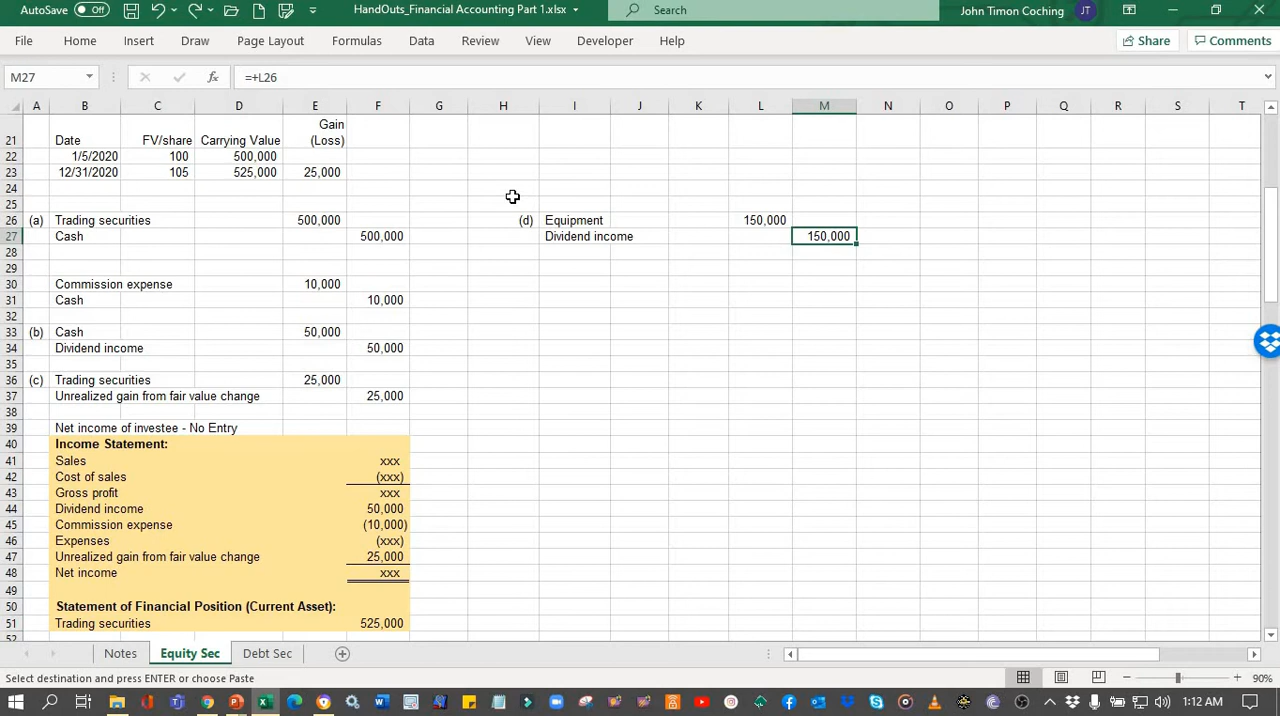 AutoSave Off HandOuts_Financial Accounting Part 1.xlsx Search John Timon Coching JT
File Home Insert Draw Page Layout Formulas Data Review View Developer Help Share Comments
M27 fx =+L26
A B C D E F G H I J K L M N O P Q R S T
Gain
21 Date FV/share Carrying Value (Loss)
22 1/5/2020 100 500,000
23 12/31/2020 105 525,000 25,000
24
25
26 (a) Trading securities 500,000 (d) Equipment 150,000
27 Cash 500,000 Dividend income 150,000
28
29
30 Commission expense 10,000
31 Cash 10,000
32
33 (b) Cash 50,000
34 Dividend income 50,000
35
36 (c) Trading securities 25,000
37 Unrealized gain from fair value change 25,000
38
39 Net income of investee - No Entry
40 Income Statement:
41 Sales xxx
42 Cost of sales (xxx)
43 Gross profit xxx
44 Dividend income 50,000
45 Commission expense (10,000)
46 Expenses (xxx)
47 Unrealized gain from fair value change 25,000
48 Net income xxx
49
50 Statement of Financial Position (Current Asset):
51 Trading securities 525,000
52
Notes Equity Sec Debt Sec
Select destination and press ENTER or choose Paste 90%
1:12 AM